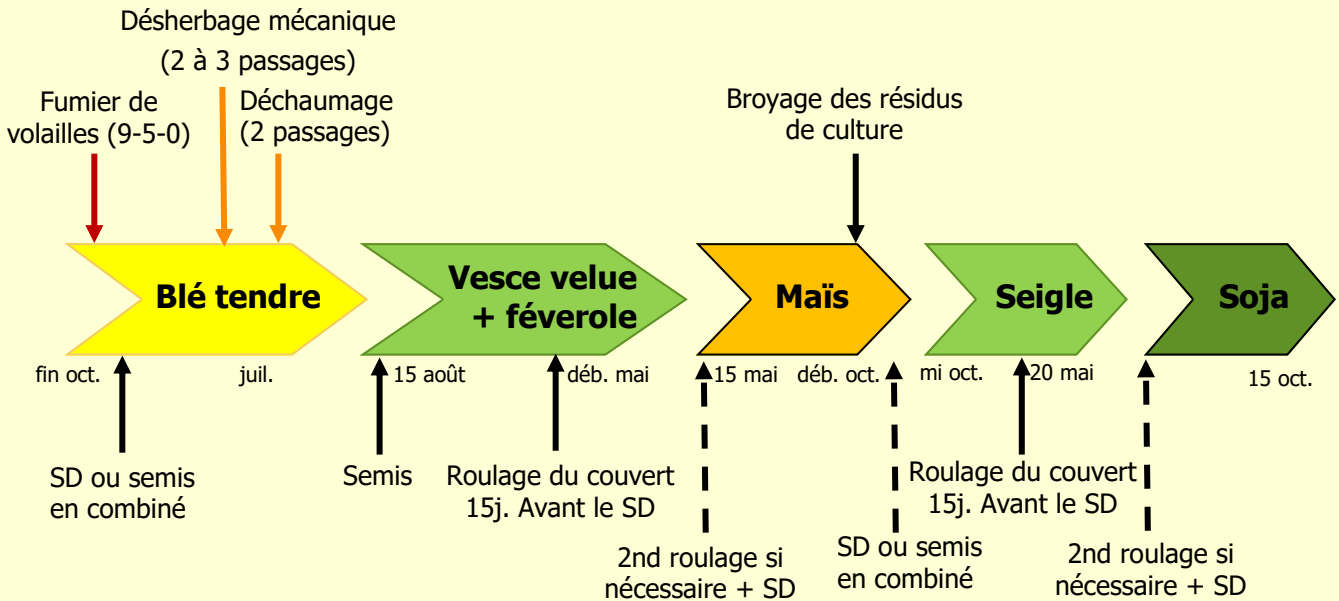 Désherbage mécanique
(2 à 3 passages)
Fumier de
volailles (9-5-0)
Déchaumage
(2 passages)
Broyage des résidus
de culture
Blé tendre
Vesce velue
+ féverole
Maïs
Seigle
Soja
fin oct.
juil.
15 août
déb. mai
15 mai
déb. oct.
mi oct.
20 mai
15 oct.
SD ou semis
en combiné
Semis
Roulage du couvert
15j. Avant le SD
2nd roulage si
nécessaire + SD
SD ou semis
en combiné
Roulage du couvert
15j. Avant le SD
2nd roulage si
nécessaire + SD